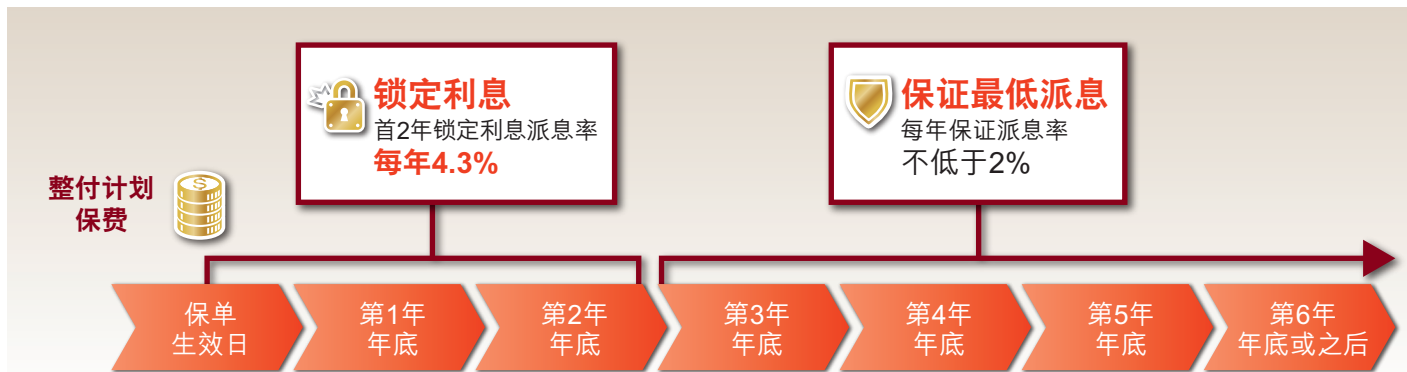 锁定利息
首2年锁定利息派息率
每年4.3%
保证最低派息
每年保证派息率
不低于2%
整付计划
保费
$
保单
生效日
第1年
年底
第2年
年底
第3年
年底
第4年
年底
第5年
年底
第6年
年底或之后